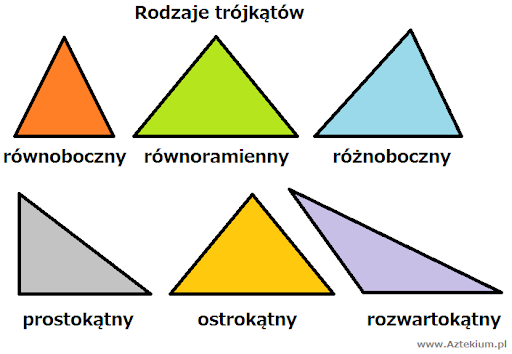 Rodzaje trójkątów
równoboczny równoramienny różnoboczny
prostokątny ostrokątny rozwartokątny
www.Aztekium.pl